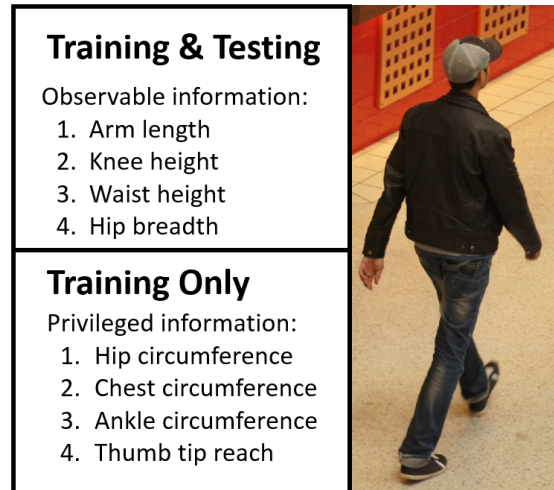 Training & Testing
Observable information:
1. Arm length
2. Knee height
3. Waist height
4. Hip breadth
Training Only
Privileged information:
1. Hip circumference
2. Chest circumference
3. Ankle circumference
4. Thumb tip reach